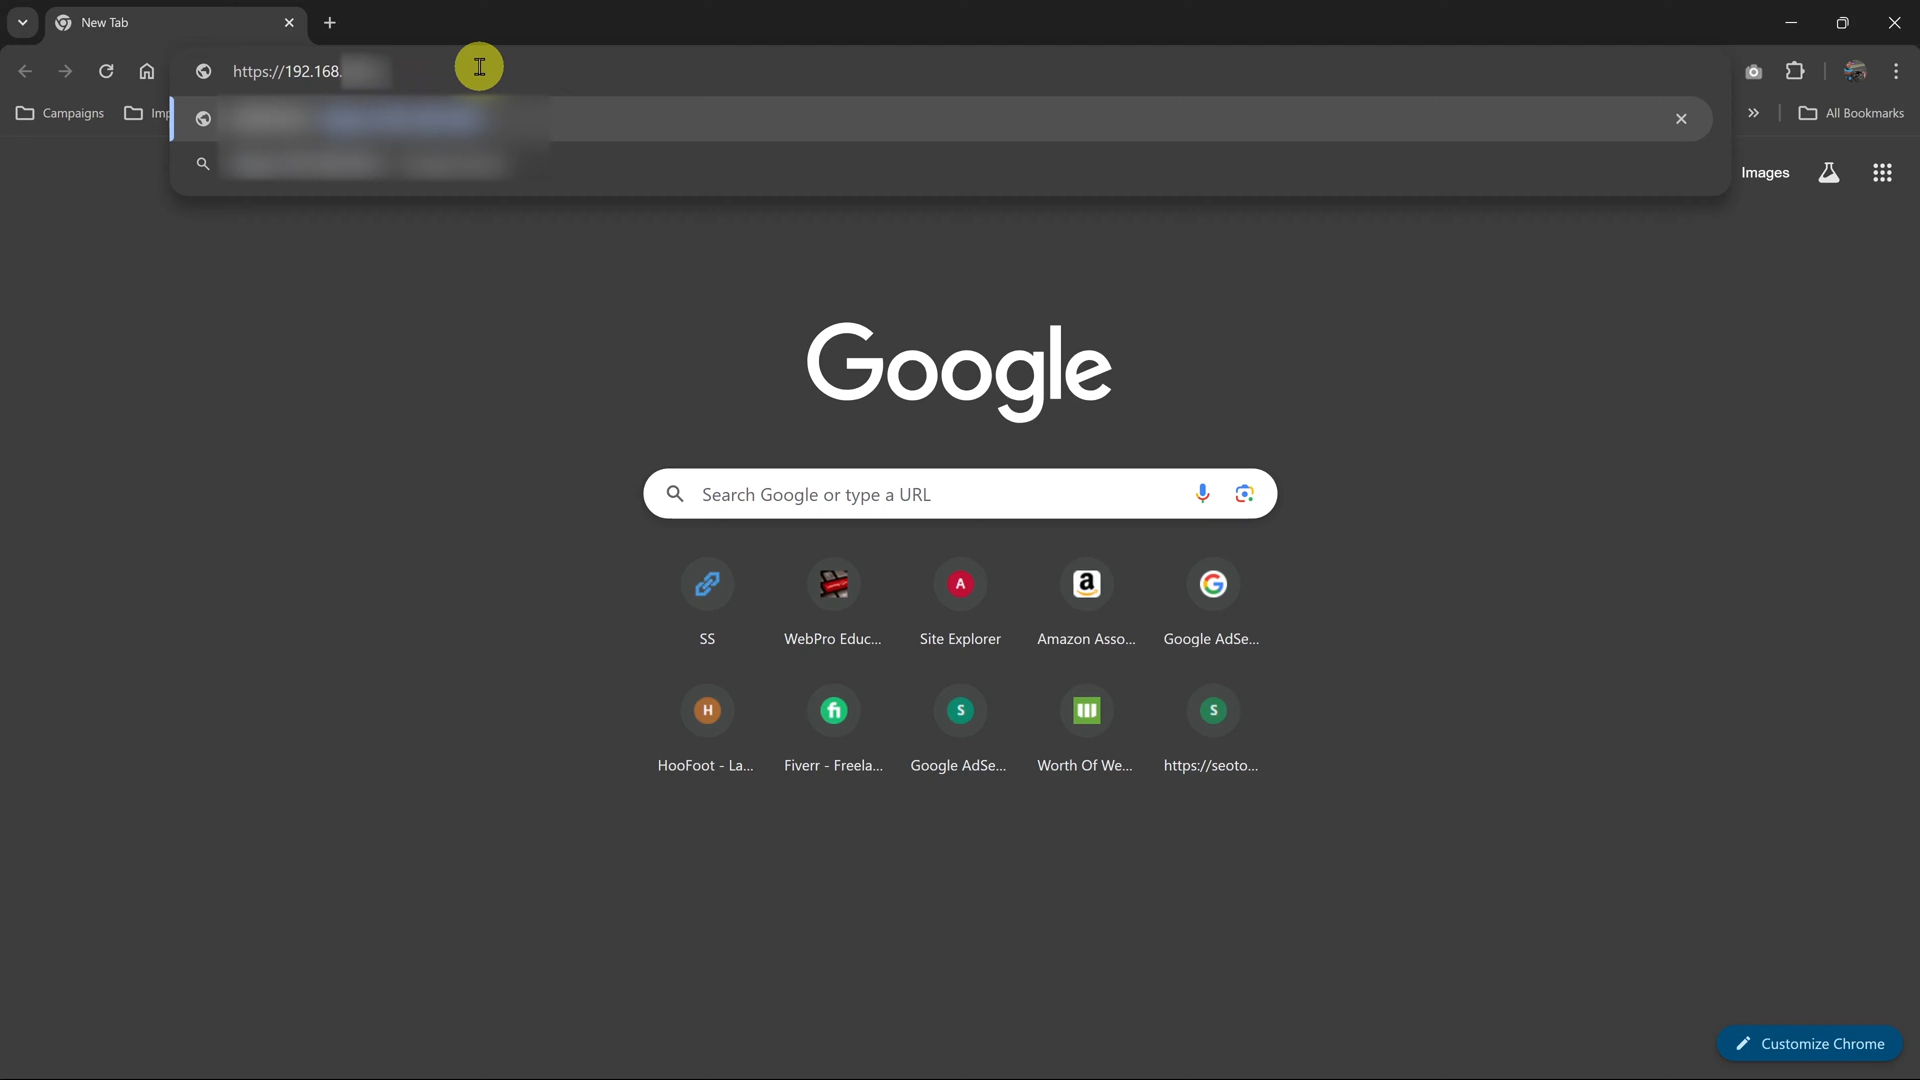 New Tab
https://192.168.
Campaigns
Imp
All Bookmarks
Images
Google
Search Google or type a URL
SS
WebPro Educ...
Site Explorer
Amazon Asso...
Google AdSe...
HooFoot - La...
Fiverr - Freela...
Google AdSe...
Worth Of We...
https://seoto...
Customize Chrome